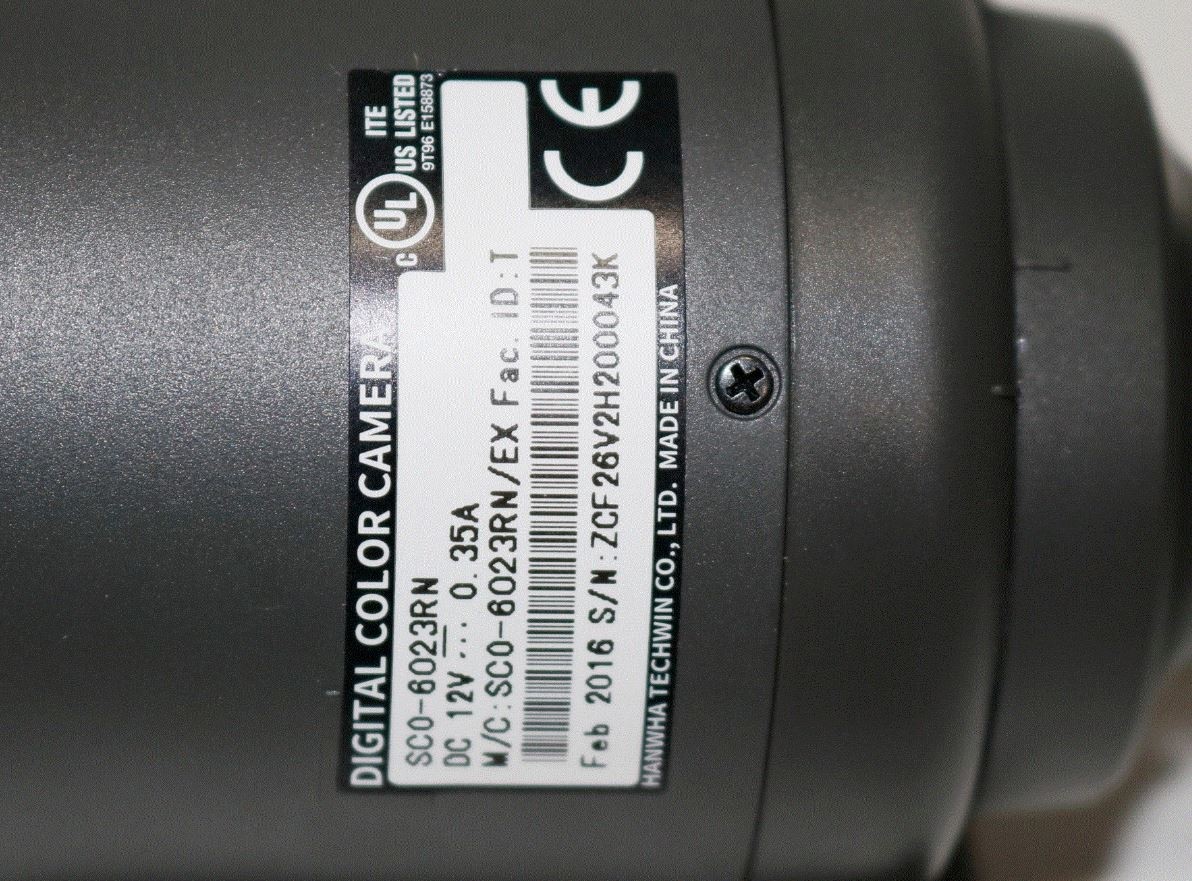 DIGITAL COLOR CAMERA
C UL US LISTED
ITE
9T96 E158873
SCO-6023RN
DC 12V ⎓ 0.35A
M/C:SCO-6023RN/EX Fac. ID:T
CE
Feb 2016 S/N:ZCF26V2H200043K
HANWHA TECHWIN CO., LTD. MADE IN CHINA